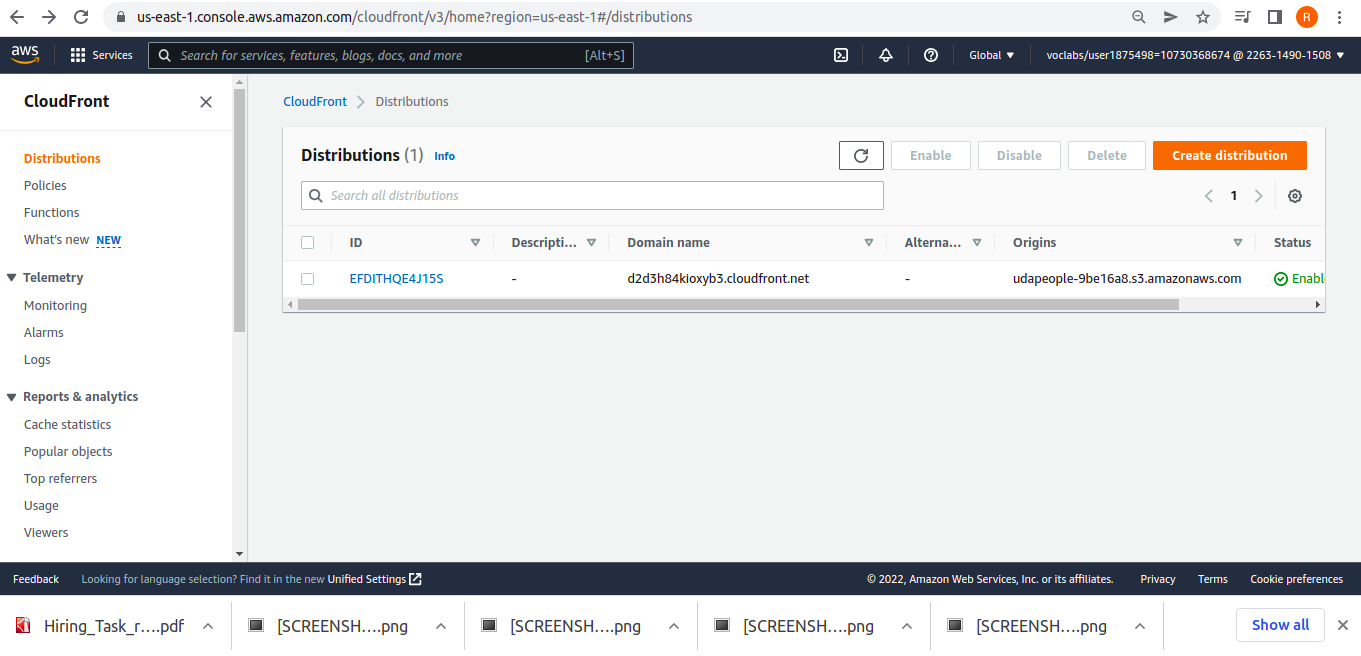 us-east-1.console.aws.amazon.com/cloudfront/v3/home?region=us-east-1#/distributions
R
aws
Services
Search for services, features, blogs, docs, and more
[Alt+S]
Global
voclabs/user1875498=10730368674 @ 2263-1490-1508
CloudFront
Distributions
Policies
Functions
What's new NEW
Telemetry
Monitoring
Alarms
Logs
Reports & analytics
Cache statistics
Popular objects
Top referrers
Usage
Viewers
CloudFront > Distributions
Distributions (1) Info
Enable
Disable
Delete
Create distribution
Search all distributions
1
ID
Descripti...
Domain name
Alterna...
Origins
Status
EFDITHQE4J15S
-
d2d3h84kioxyb3.cloudfront.net
-
udapeople-9be16a8.s3.amazonaws.com
Enabl
Feedback
Looking for language selection? Find it in the new Unified Settings
© 2022, Amazon Web Services, Inc. or its affiliates.
Privacy
Terms
Cookie preferences
Hiring_Task_r....pdf
[SCREENSH....png
[SCREENSH....png
[SCREENSH....png
[SCREENSH....png
Show all